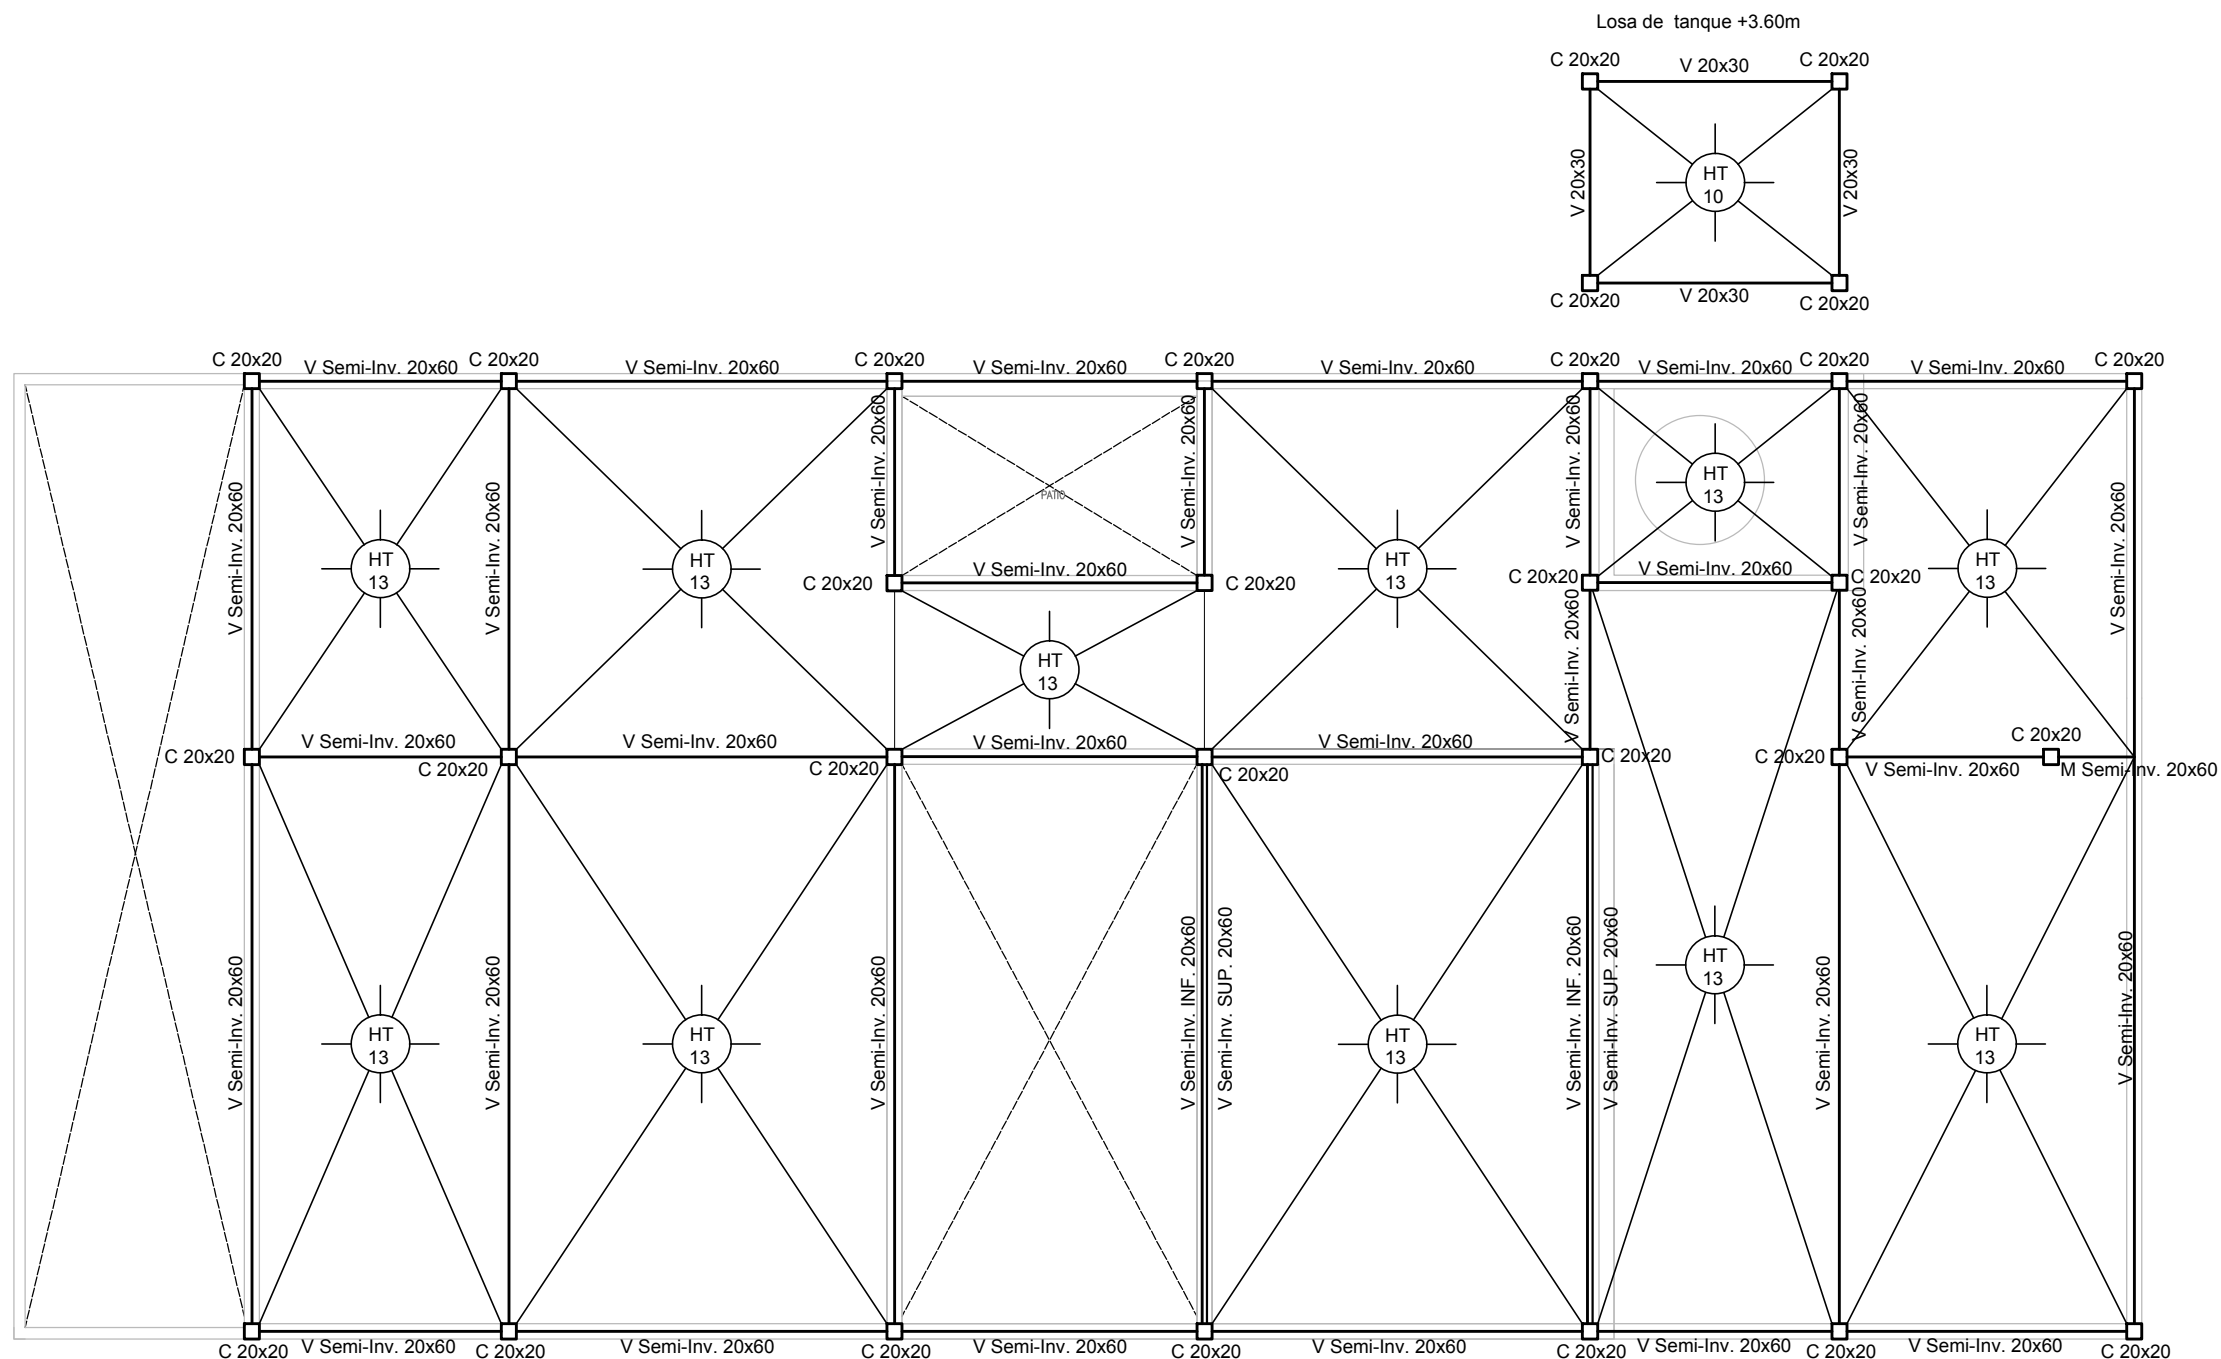 Losa de tanque +3.60m
C 20x20
V 20x30
C 20x20
V 20x30
HT
10
V 20x30
C 20x20
V 20x30
C 20x20
C 20x20
V Semi-Inv. 20x60
C 20x20
V Semi-Inv. 20x60
C 20x20
V Semi-Inv. 20x60
C 20x20
V Semi-Inv. 20x60
C 20x20
V Semi-Inv. 20x60
C 20x20
V Semi-Inv. 20x60
C 20x20
V Semi-Inv. 20x60
HT
13
V Semi-Inv. 20x60
HT
13
V Semi-Inv. 20x60
PATIO
V Semi-Inv. 20x60
HT
13
V Semi-Inv. 20x60
HT
13
V Semi-Inv. 20x60
HT
13
V Semi-Inv. 20x60
C 20x20
V Semi-Inv. 20x60
C 20x20
C 20x20
V Semi-Inv. 20x60
C 20x20
HT
13
V Semi-Inv. 20x60
V Semi-Inv. 20x60
C 20x20
V Semi-Inv. 20x60
C 20x20
V Semi-Inv. 20x60
C 20x20
V Semi-Inv. 20x60
C 20x20
V Semi-Inv. 20x60
C 20x20
C 20x20
V Semi-Inv. 20x60
C 20x20
M Semi-Inv. 20x60
V Semi-Inv. 20x60
HT
13
V Semi-Inv. 20x60
HT
13
V Semi-Inv. 20x60
V Semi-Inv. INF. 20x60
V Semi-Inv. SUP. 20x60
HT
13
V Semi-Inv. INF. 20x60
V Semi-Inv. SUP. 20x60
HT
13
V Semi-Inv. 20x60
HT
13
V Semi-Inv. 20x60
C 20x20
V Semi-Inv. 20x60
C 20x20
V Semi-Inv. 20x60
C 20x20
V Semi-Inv. 20x60
C 20x20
V Semi-Inv. 20x60
C 20x20
V Semi-Inv. 20x60
C 20x20
V Semi-Inv. 20x60
C 20x20